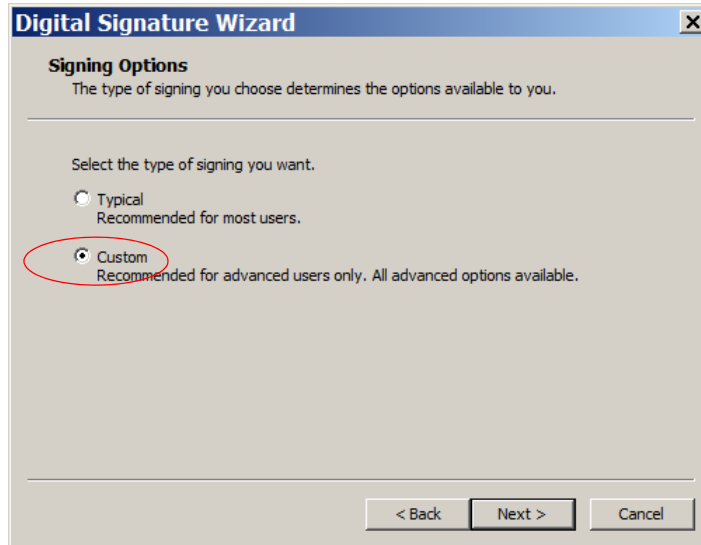 Digital Signature Wizard
Signing Options
The type of signing you choose determines the options available to you.
Select the type of signing you want.
Typical
Recommended for most users.
Custom
Recommended for advanced users only. All advanced options available.
< Back Next > Cancel